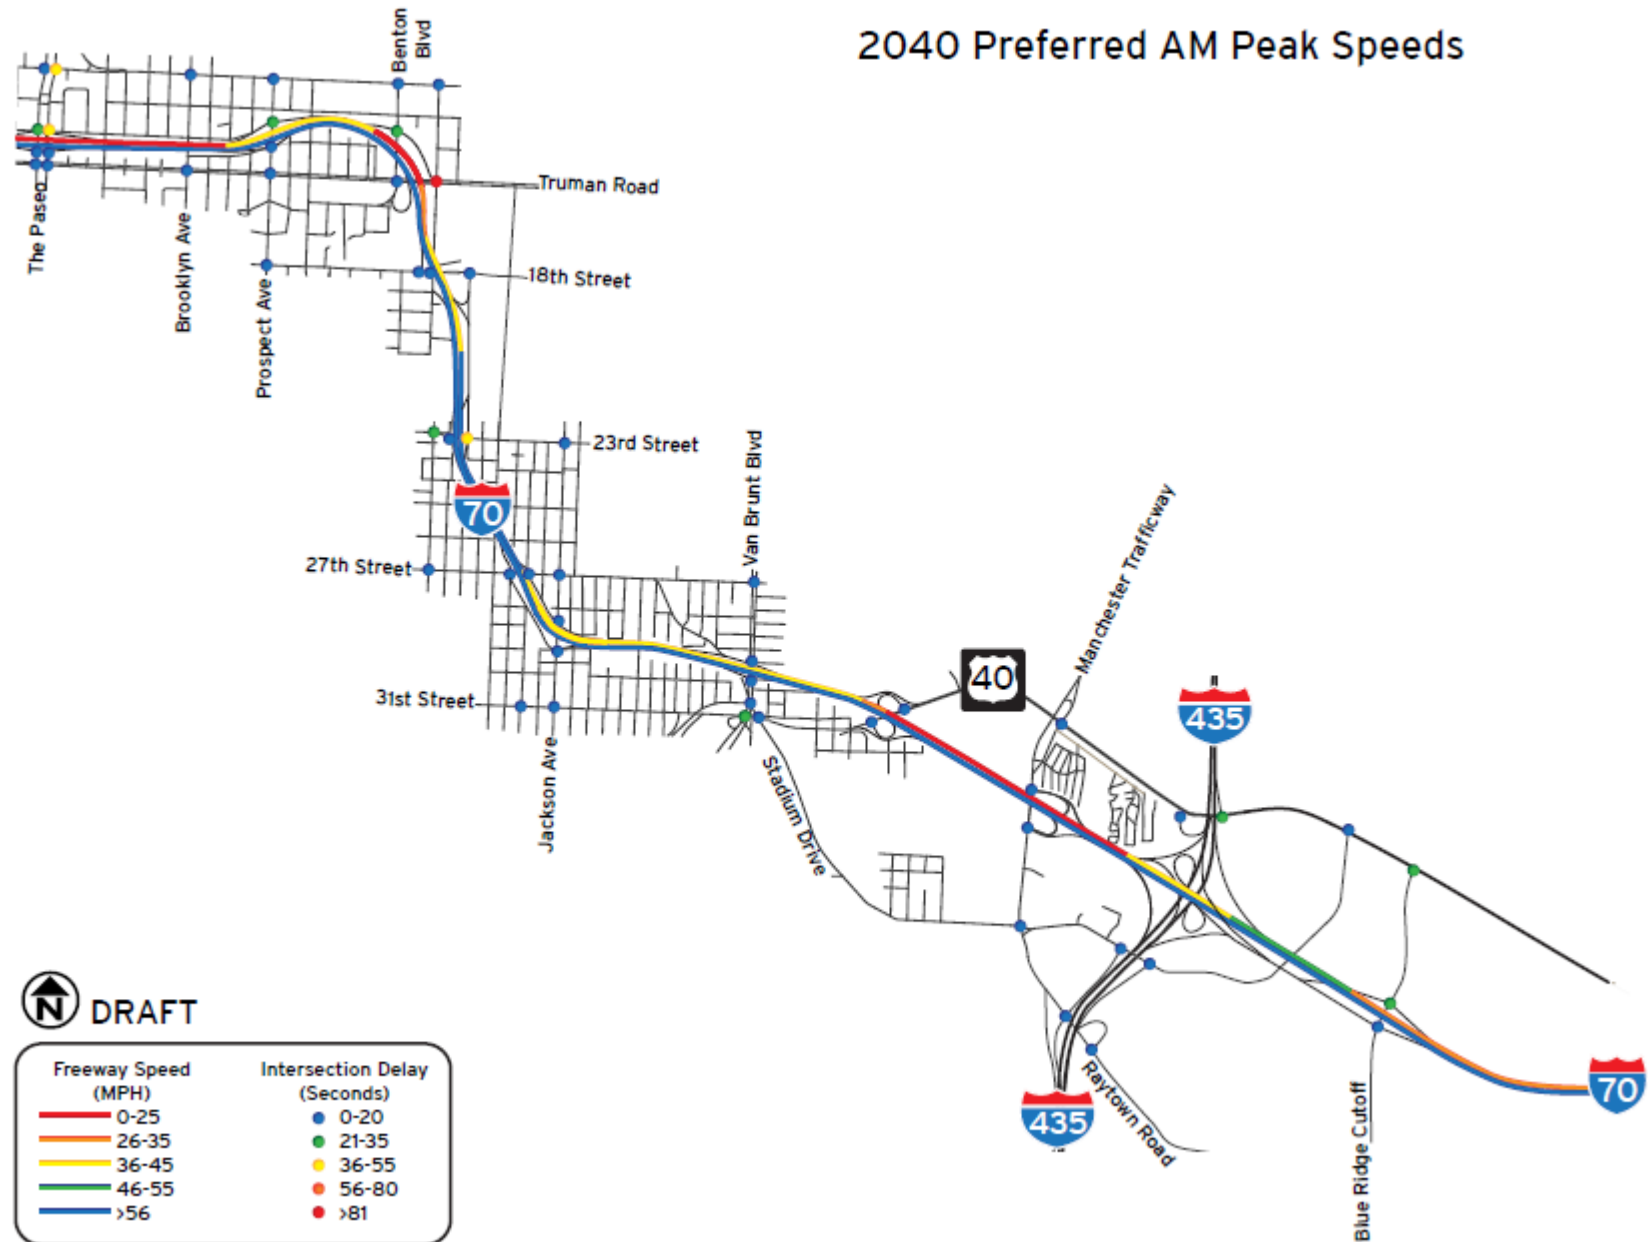 2040 Preferred AM Peak Speeds
Benton
Blvd
Truman Road
The Paseo
Brooklyn Ave
Prospect Ave
18th Street
23rd Street
Van Brunt Blvd
70
27th Street
Manchester Trafficway
40
31st Street
435
Jackson Ave
Stadium Drive
N DRAFT
Freeway Speed
(MPH)
0-25
26-35
36-45
46-55
>56
Intersection Delay
(Seconds)
0-20
21-35
36-55
56-80
>81
435
Raytown Road
Blue Ridge Cutoff
70